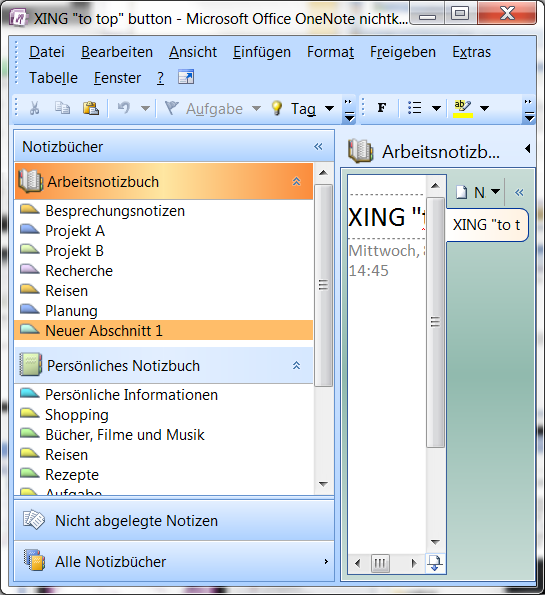 XING "to top" button - Microsoft Office OneNote nichtk...
Datei Bearbeiten Ansicht Einfügen Format Freigeben Extras
Tabelle Fenster ?
Aufgabe Tag F
Notizbücher
Arbeitsnotizb...
Arbeitsnotizbuch
Besprechungsnotizen
Projekt A
Projekt B
Recherche
Reisen
Planung
Neuer Abschnitt 1
Persönliches Notizbuch
Persönliche Informationen
Shopping
Bücher, Filme und Musik
Reisen
Rezepte
Aufgabe
Nicht abgelegte Notizen
Alle Notizbücher
XING "t
Mittwoch, 8
14:45
N
XING "to t